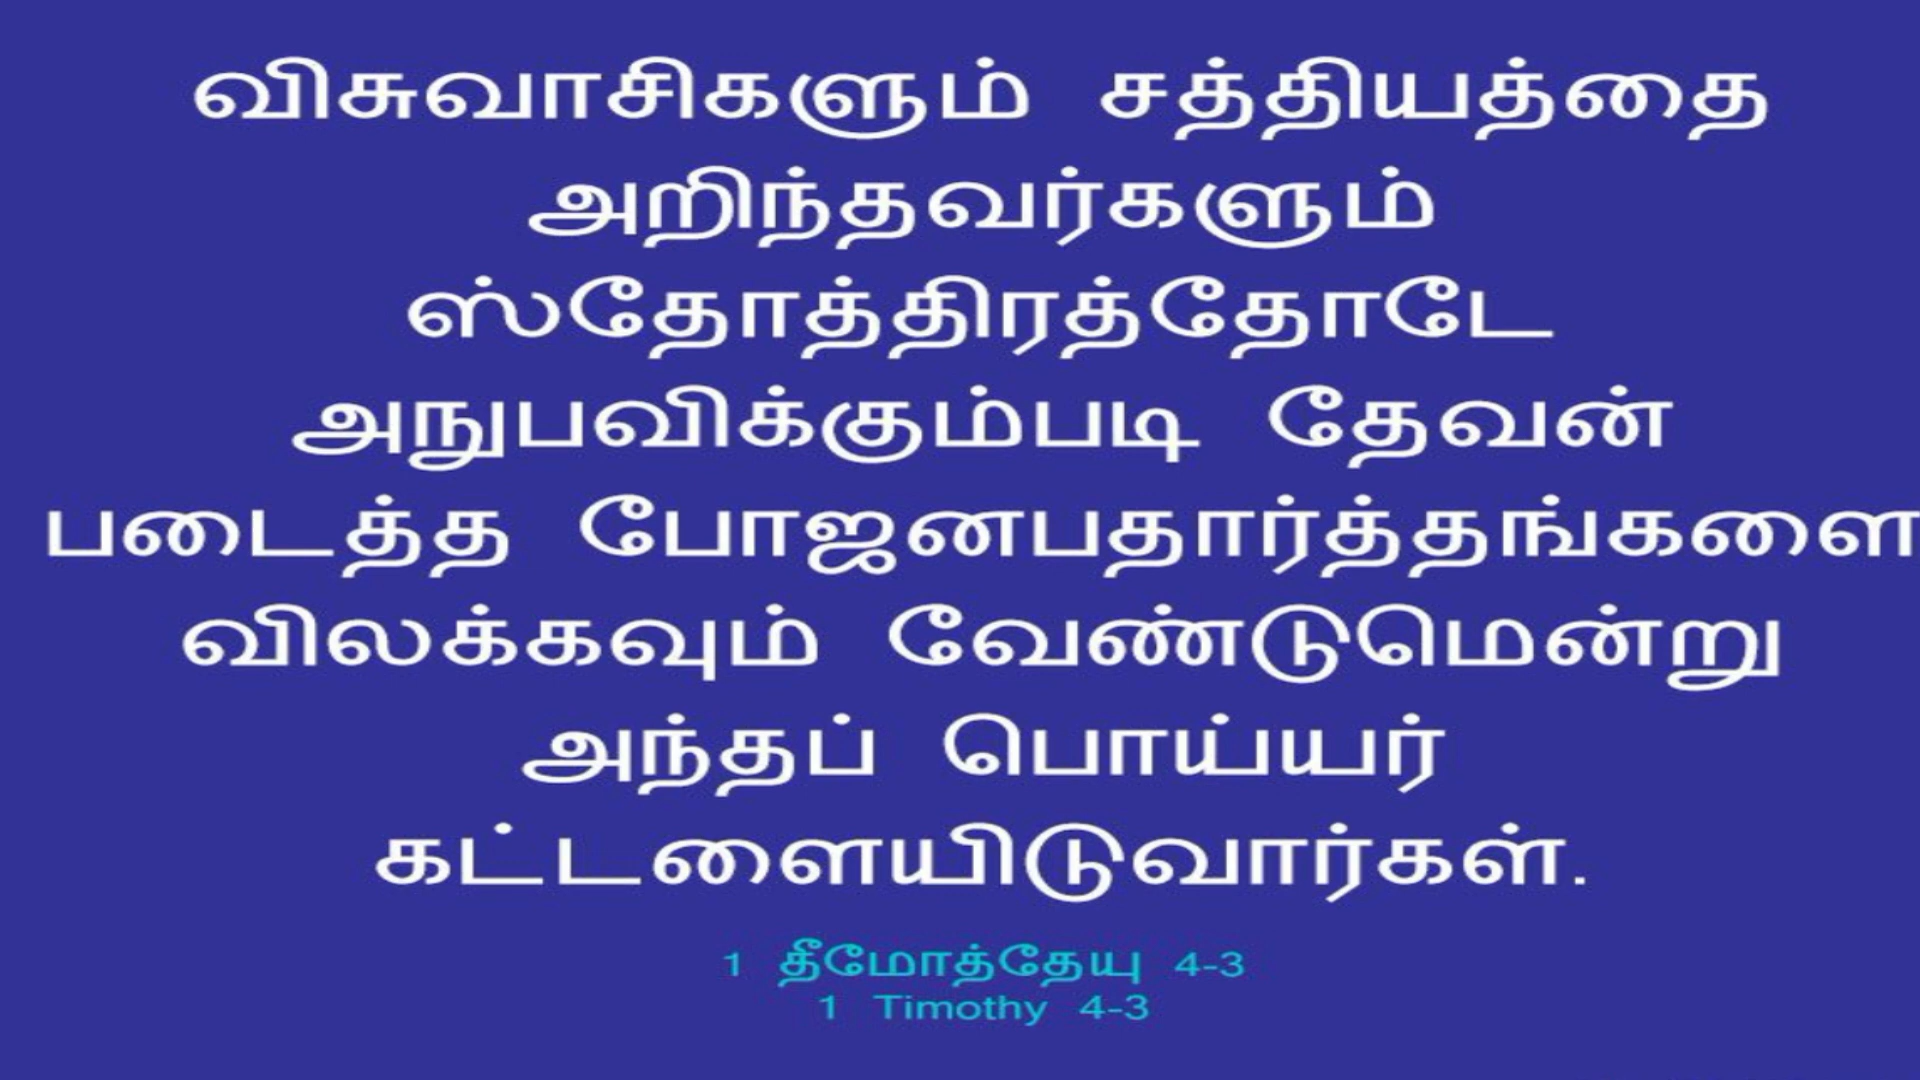 விசுவாசிகளும் சத்தியத்தை
அறிந்தவர்களும்
ஸ்தோத்திரத்தோடே
அநுபவிக்கும்படி தேவன்
படைத்த போஜனபதார்த்தங்களை
விலக்கவும் வேண்டுமென்று
அந்தப் பொய்யர்
கட்டளையிடுவார்கள்.
1 தீமோத்தேயு 4-3
1 Timothy 4-3